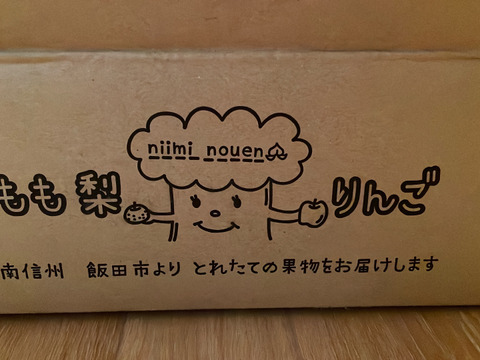 niimi nouen
もも 梨 りんご
南信州 飯田市より とれたての果物をお届けします